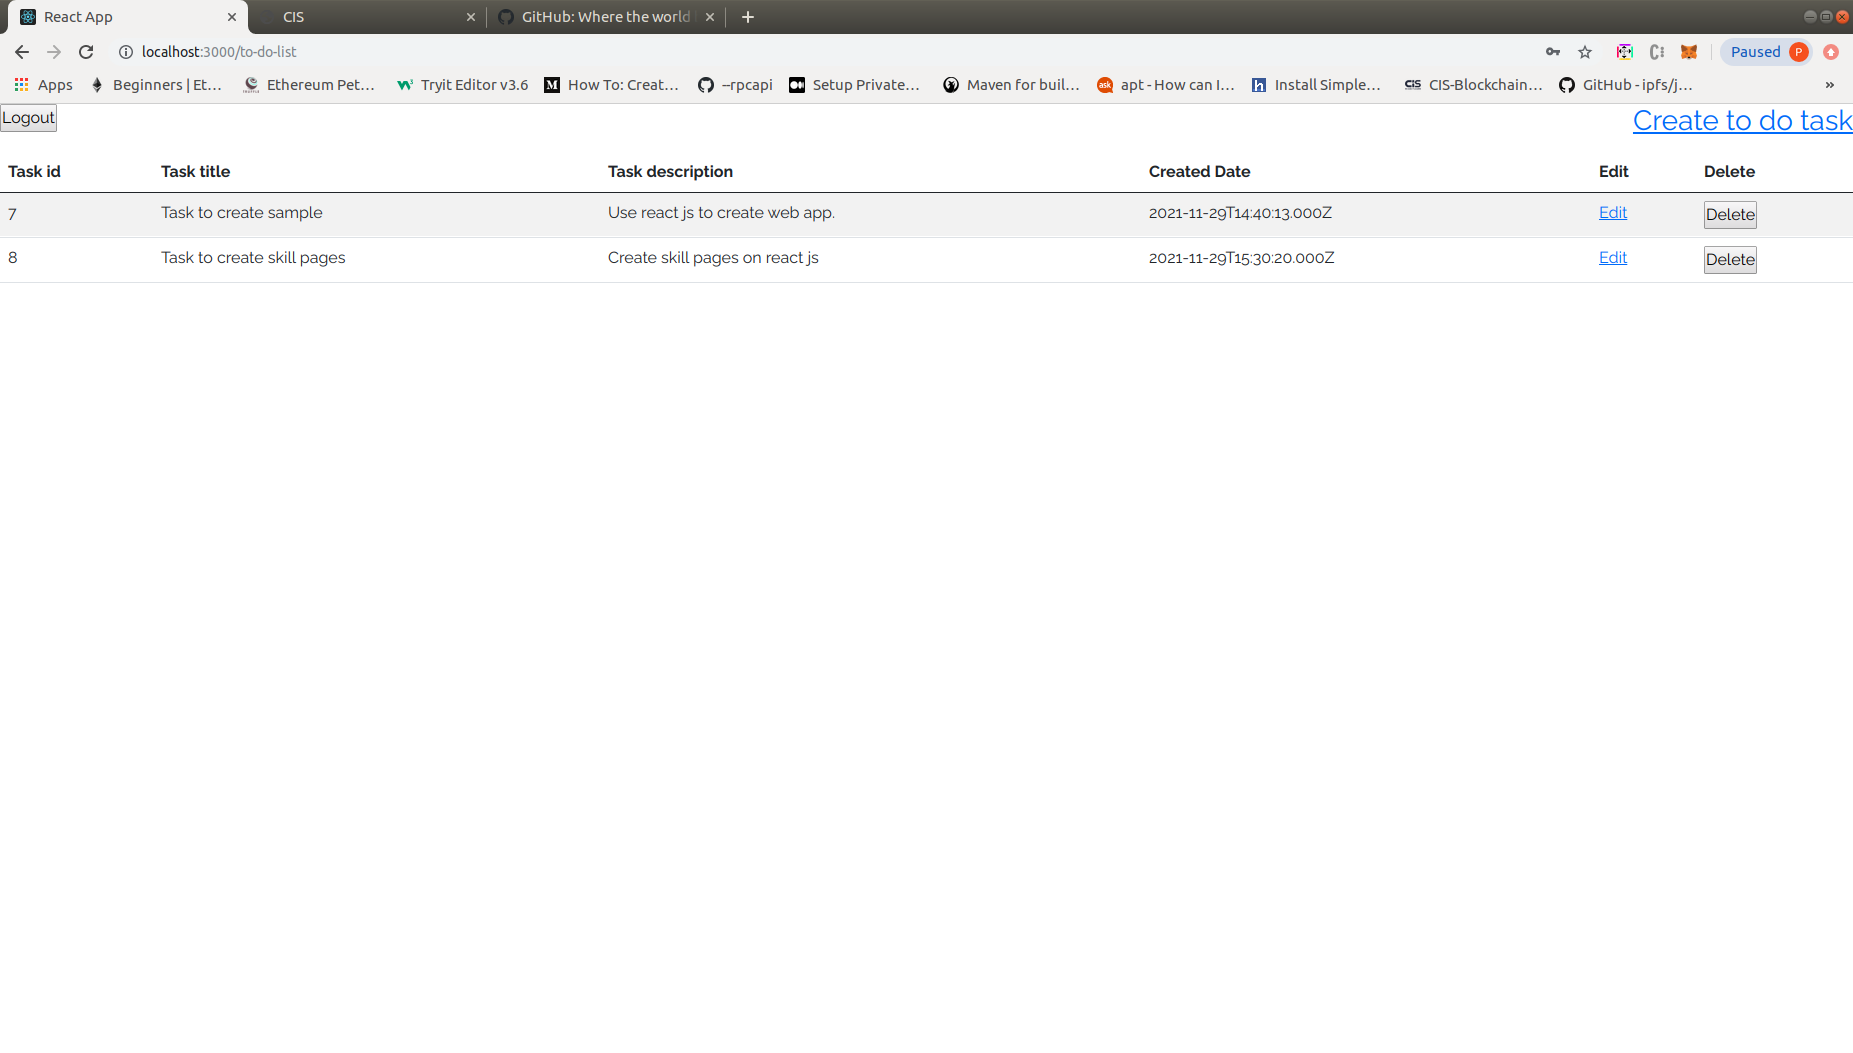 React App
CIS
GitHub: Where the world
localhost:3000/to-do-list
Paused P
Apps Beginners | Et... Ethereum Pet... Tryit Editor v3.6 How To: Creat... --rpcapi Setup Private... Maven for buil... apt - How can I... Install Simple... CIS-Blockchain... GitHub - ipfs/j... »
Logout Create to do task
Task id Task title Task description Created Date Edit Delete
7 Task to create sample Use react js to create web app. 2021-11-29T14:40:13.000Z Edit Delete
8 Task to create skill pages Create skill pages on react js 2021-11-29T15:30:20.000Z Edit Delete